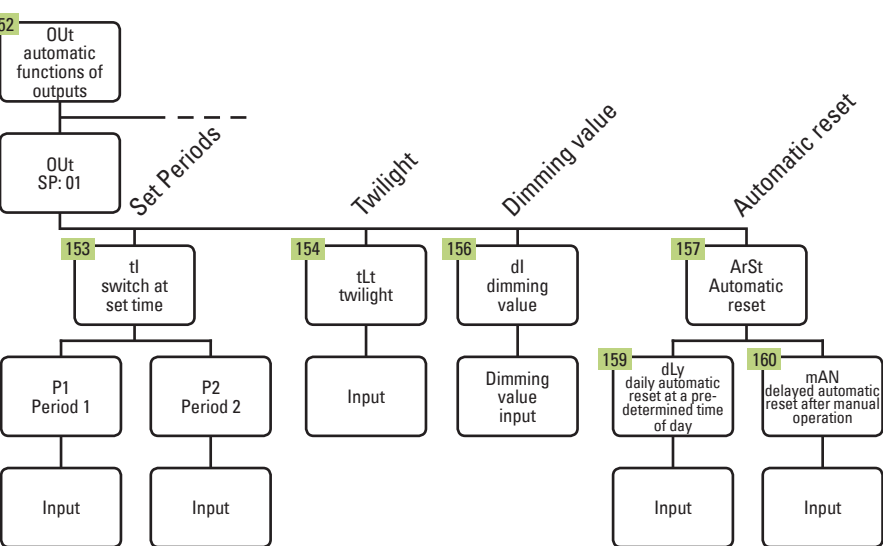 52
OUt
automatic
functions of
outputs
OUt
SP: 01
Set Periods
Twilight
Dimming value
Automatic reset
153
tI
switch at
set time
154
tLt
twilight
156
dI
dimming
value
157
ArSt
Automatic
reset
P1
Period 1
P2
Period 2
Input
Dimming
value
input
159
dLy
daily automatic
reset at a pre-
determined time
of day
160
mAN
delayed automatic
reset after manual
operation
Input
Input
Input
Input